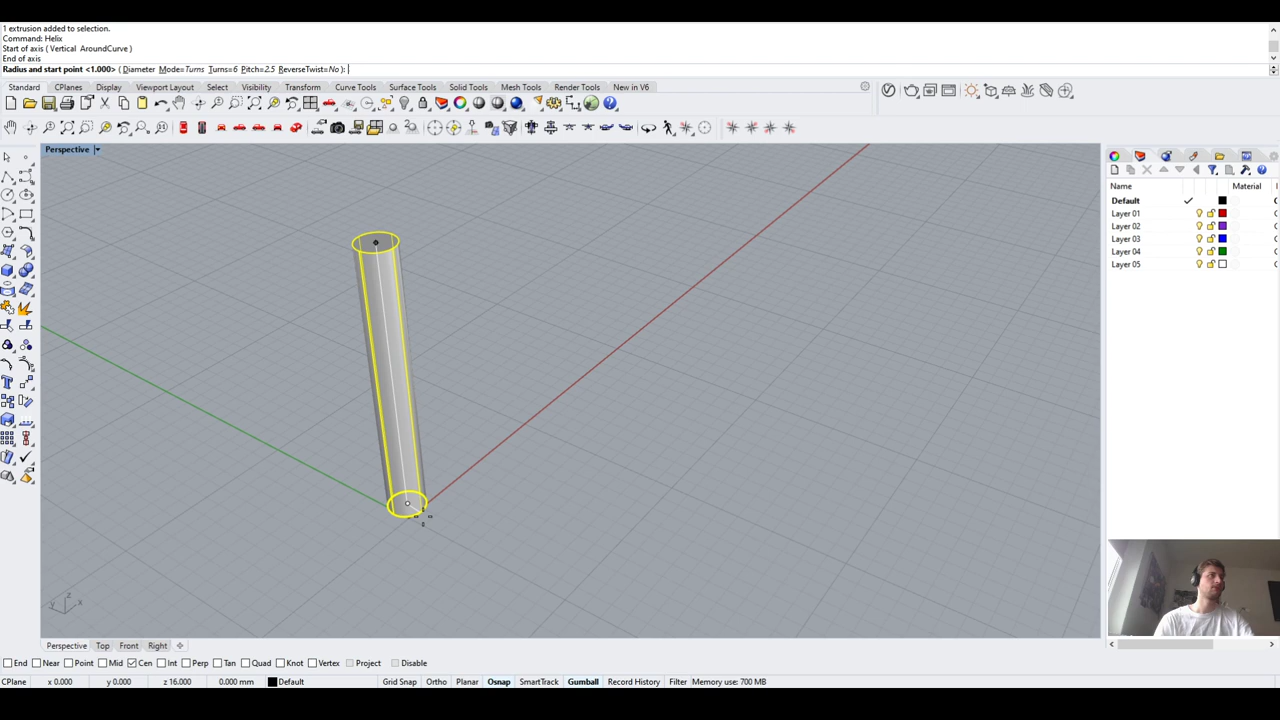 1 extrusion added to selection.
Command: Helix
Start of axis ( Vertical  AroundCurve )
End of axis
Radius and start point <1.000> ( Diameter  Mode=Turns  Turns=6  Pitch=2.5  ReverseTwist=No ):
Standard CPlanes Display Viewport Layout Select Visibility Transform Curve Tools Surface Tools Solid Tools Mesh Tools Render Tools New in V6
Perspective
Name Material
Default
Layer 01
Layer 02
Layer 03
Layer 04
Layer 05
z
y x
Perspective Top Front Right
End Near Point Mid Cen Int Perp Tan Quad Knot Vertex Project Disable
CPlane x 0.000 y 0.000 z 16.000 0.000 mm Default Grid Snap Ortho Planar Osnap SmartTrack Gumball Record History Filter Memory use: 700 MB